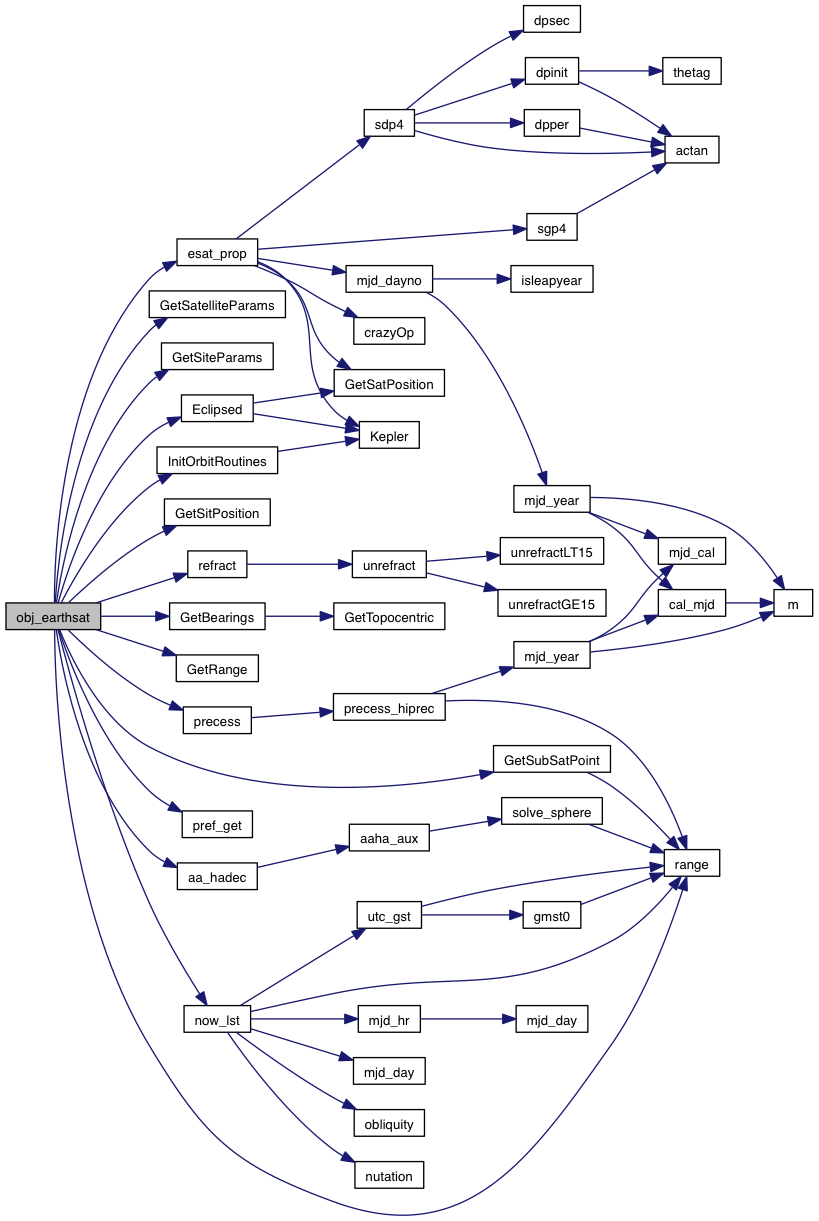 dpsec
dpinit
thetag
sdp4
dpper
actan
sgp4
esat_prop
mjd_dayno
isleapyear
GetSatelliteParams
crazyOp
GetSiteParams
GetSatPosition
Eclipsed
Kepler
InitOrbitRoutines
mjd_year
GetSitPosition
unrefractLT15
mjd_cal
refract
unrefract
unrefractGE15
cal_mjd
m
obj_earthsat
GetBearings
GetTopocentric
mjd_year
GetRange
precess
precess_hiprec
GetSubSatPoint
pref_get
solve_sphere
aaha_aux
range
aa_hadec
utc_gst
gmst0
now_lst
mjd_hr
mjd_day
mjd_day
obliquity
nutation